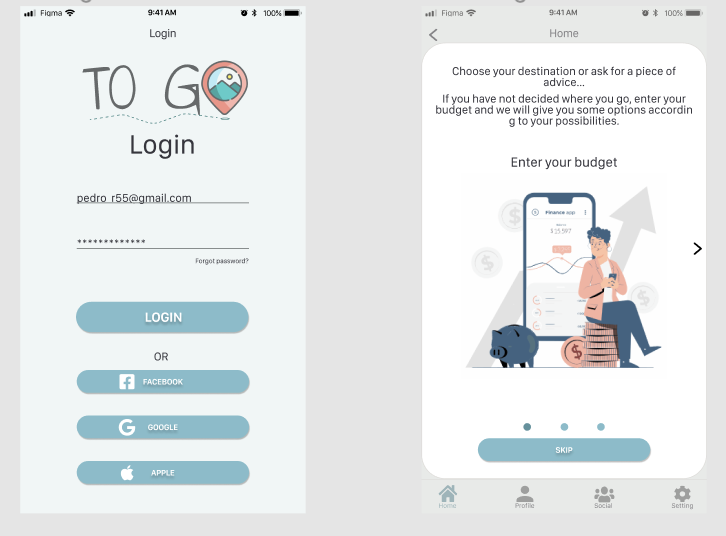 Figma
9:41 AM
100%
Login
TO GO
Login
pedro_r55@gmail.com
*************
Forgot password?
LOGIN
OR
FACEBOOK
GOOGLE
APPLE
Figma
9:41 AM
100%
Home
Choose your destination or ask for a piece of
advice...
If you have not decided where you go, enter your
budget and we will give you some options accordin
g to your possibilities.
Enter your budget
Finance app
SKIP
Home
Profile
Social
Setting